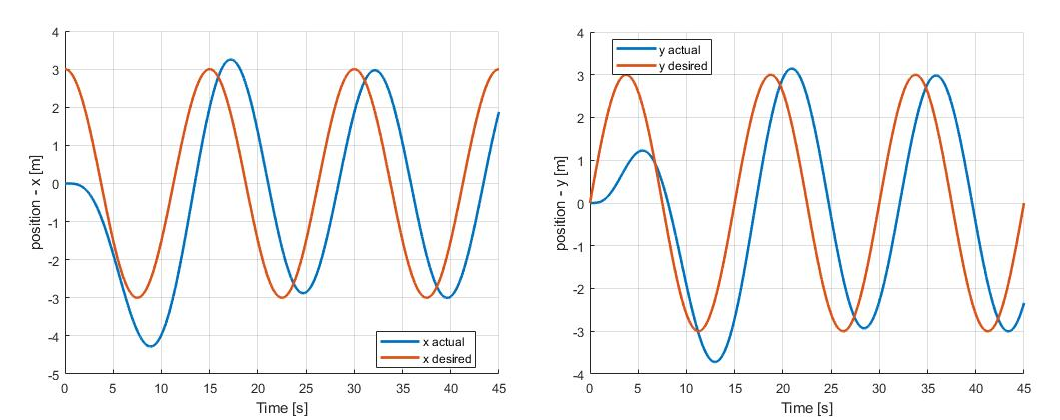 4
3
2
1
0
-1
-2
-3
-4
-5
position - x [m]
0 5 10 15 20 25 30 35 40 45
Time [s]
x actual
x desired
4
3
2
1
0
-1
-2
-3
-4
position - y [m]
0 5 10 15 20 25 30 35 40 45
Time [s]
y actual
y desired